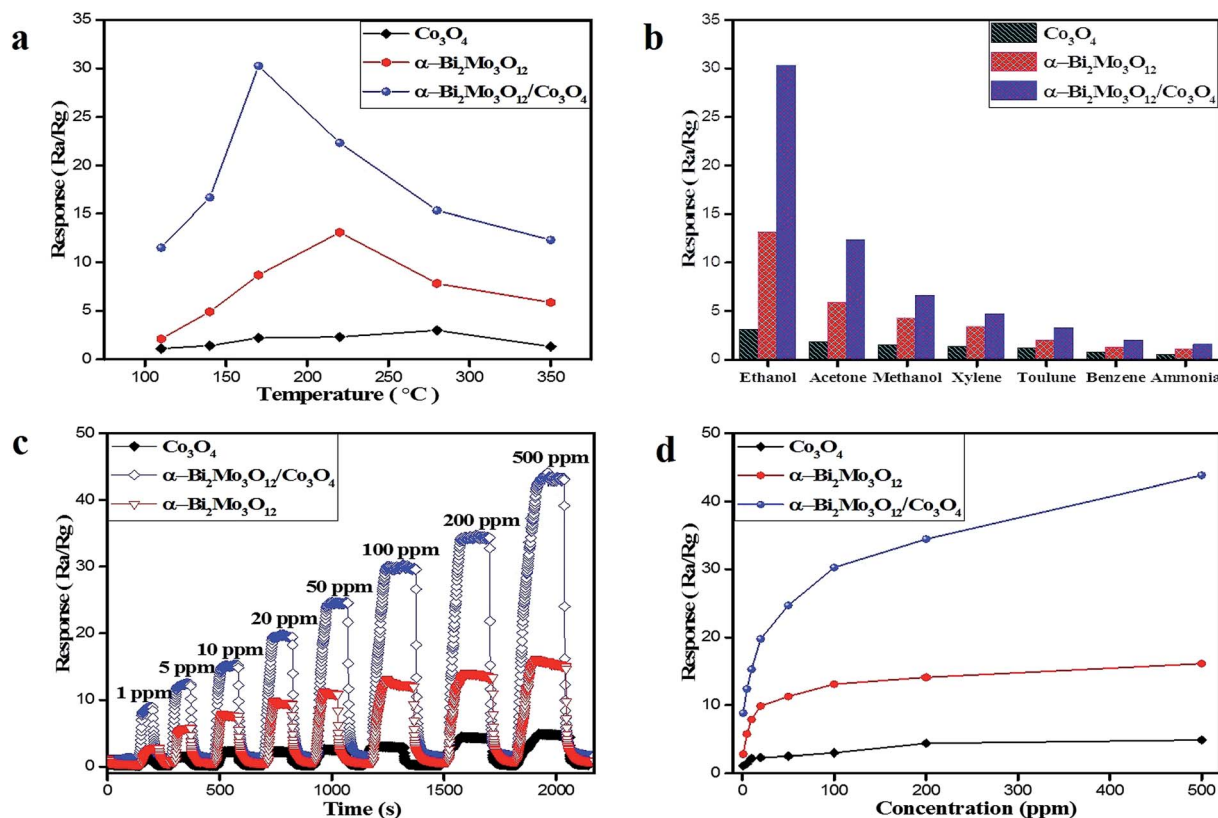 a
35
30
25
20
15
10
5
0
Response ( Ra/Rg)
100
150
200
250
300
350
Temperature ( °C )
Co₃O₄
α–Bi₂Mo₃O₁₂
α–Bi₂Mo₃O₁₂/Co₃O₄
b
35
30
25
20
15
10
5
0
Response ( Ra/Rg)
Ethanol
Acetone
Methanol
Xylene
Toulune
Benzene
Ammonia
Co₃O₄
α–Bi₂Mo₃O₁₂
α–Bi₂Mo₃O₁₂/Co₃O₄
c
50
40
30
20
10
0
Response ( Ra/Rg)
0
500
1000
1500
2000
Time (s)
Co₃O₄
α–Bi₂Mo₃O₁₂/Co₃O₄
α–Bi₂Mo₃O₁₂
1 ppm
5 ppm
10 ppm
20 ppm
50 ppm
100 ppm
200 ppm
500 ppm
d
50
40
30
20
10
0
Response ( Ra/Rg)
0
100
200
300
400
500
Concentration (ppm)
Co₃O₄
α–Bi₂Mo₃O₁₂
α–Bi₂Mo₃O₁₂/Co₃O₄